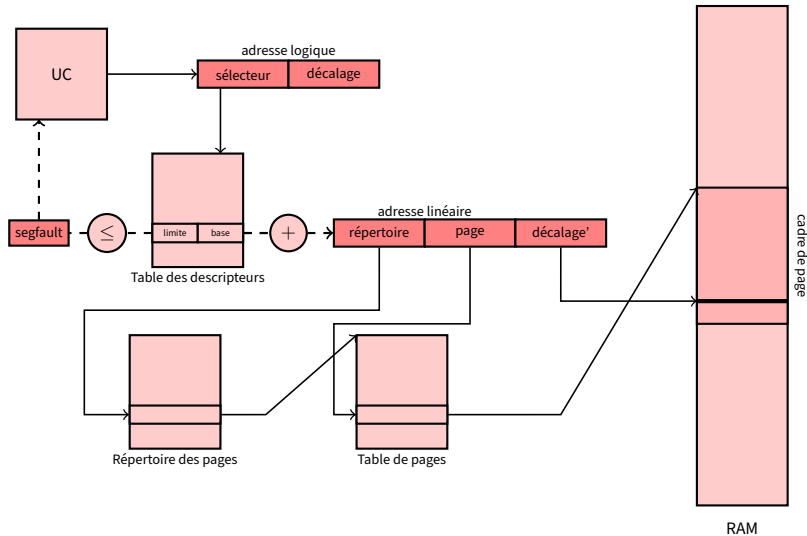 adresse logique
UC
sélecteur
décalage
segfault
≤
limite
base
+
adresse linéaire
répertoire
page
décalage'
Table des descripteurs
cadre de page
Répertoire des pages
Table de pages
RAM